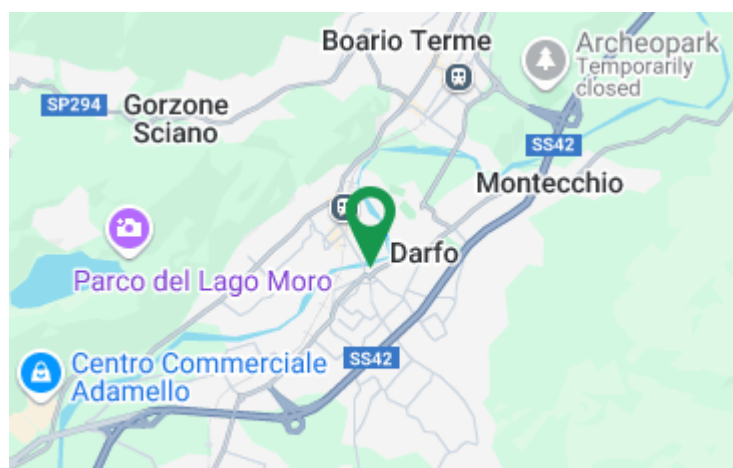 Boario Terme
Archeopark
Temporarily
closed
SP294
Gorzone
Sciano
SS42
Montecchio
Darfo
Parco del Lago Moro
SS42
Centro Commerciale
Adamello